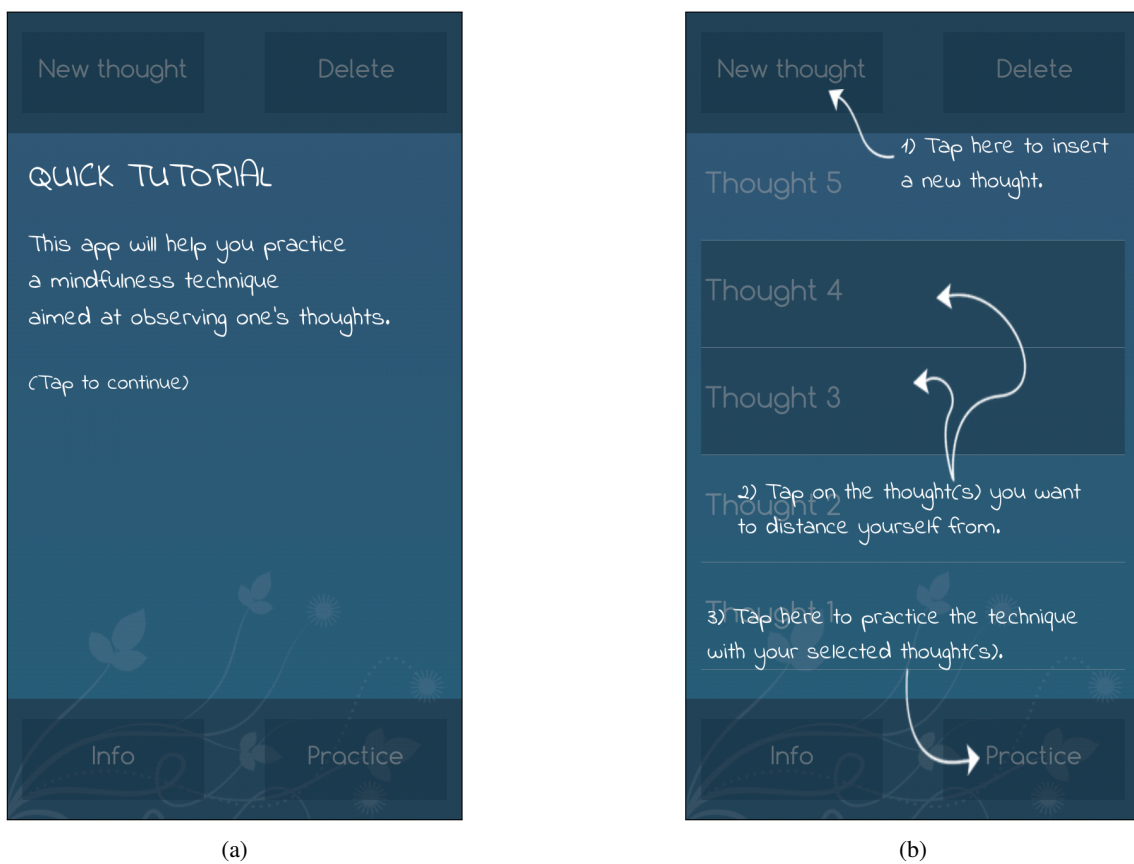 New thought
Delete
QUICK TUTORIAL
This app will help you practice
a mindfulness technique
aimed at observing one's thoughts.
(Tap to continue)
Info
Practice
(a)
New thought
Delete
1) Tap here to insert
a new thought.
Thought 5
Thought 4
Thought 3
2) Tap on the thought(s) you want
Thought 2
to distance yourself from.
Thought 1
3) Tap here to practice the technique
with your selected thought(s).
Info
Practice
(b)